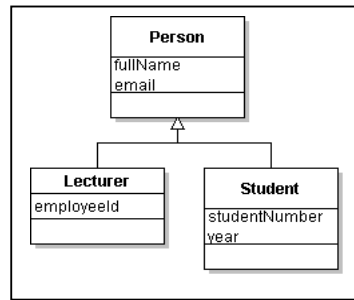 Person
fullName
email
Lecturer
employeeId
Student
studentNumber
year